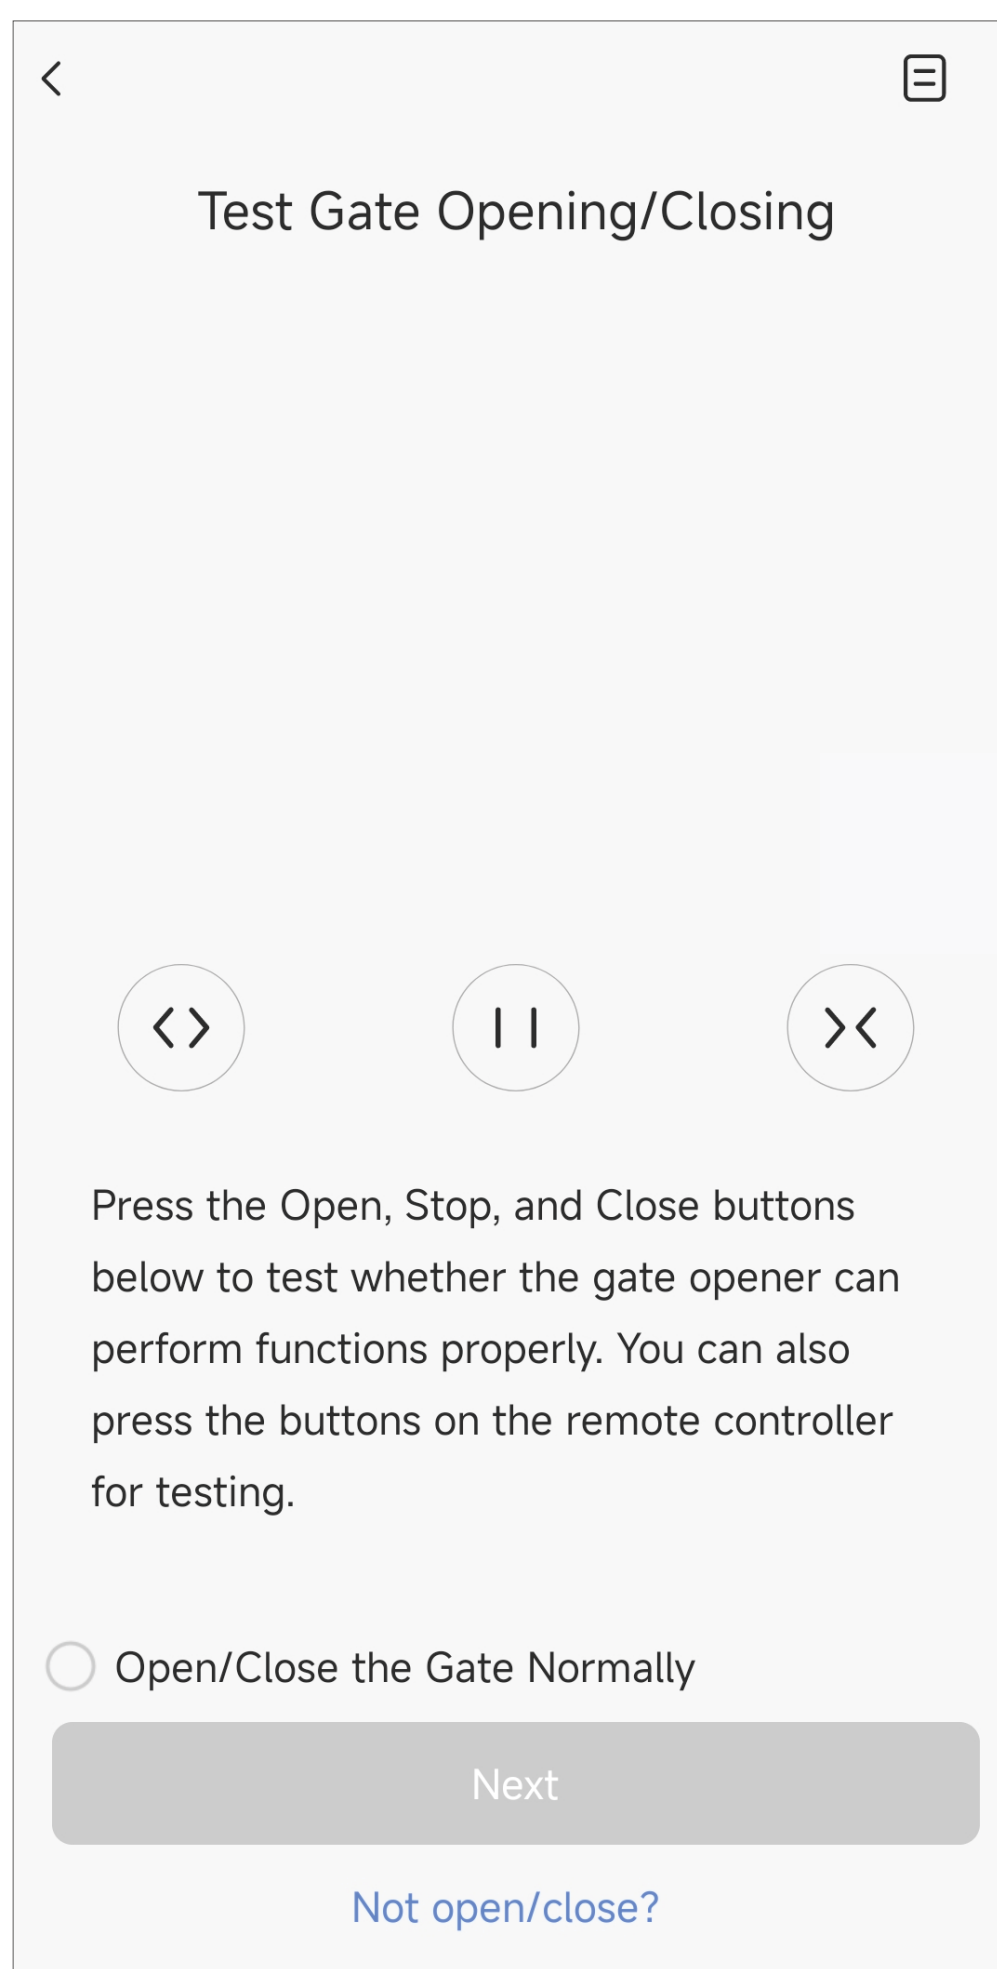 Test Gate Opening/Closing
Press the Open, Stop, and Close buttons
below to test whether the gate opener can
perform functions properly. You can also
press the buttons on the remote controller
for testing.
Open/Close the Gate Normally
Next
Not open/close?